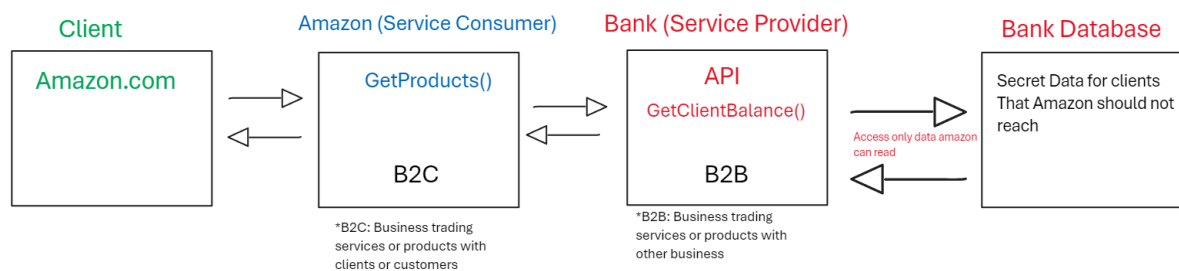 Client
Amazon.com
Amazon (Service Consumer)
GetProducts()
B2C
*B2C: Business trading
services or products with
clients or customers
Bank (Service Provider)
API
GetClientBalance()
B2B
*B2B: Business trading
services or products with
other business
Access only data amazon
can read
Bank Database
Secret Data for clients
That Amazon should not
reach